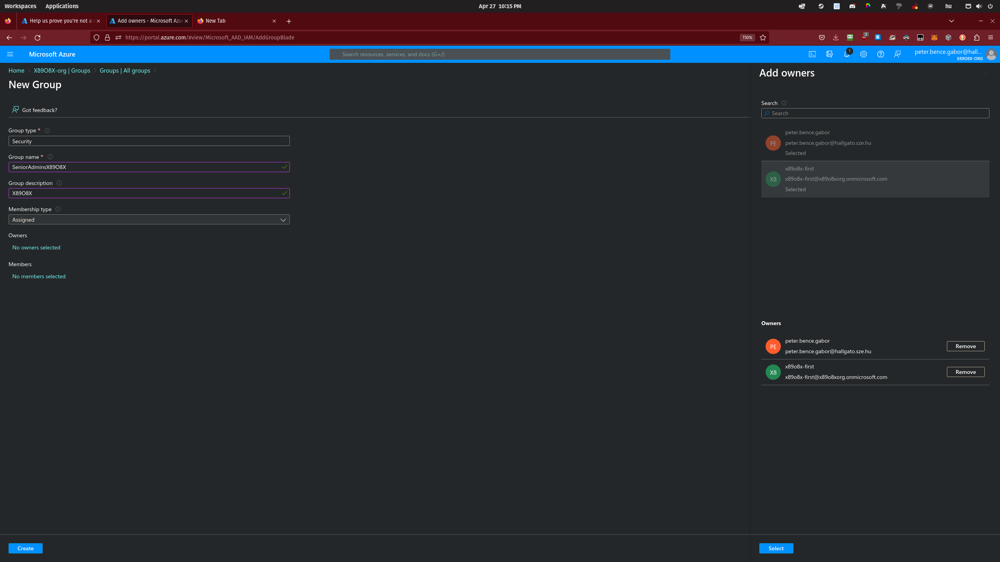 Workspaces Applications Apr 27 10:15 PM hu
Help us prove you're not a r Add owners - Microsoft Azur New Tab
https://portal.azure.com/#view/Microsoft_AAD_IAM/AddGroupBlade 110% 3
Microsoft Azure Search resources, services, and docs (G+/) 1 peter.bence.gabor@hall...
X89O8X-ORG
Home X89O8X-org | Groups Groups | All groups
New Group
Got feedback?
Group type *
Security
Group name *
SeniorAdminsX89O8X
Group description
X89O8X
Membership type
Assigned
Owners
No owners selected
Members
No members selected
Create
Add owners
Search
Search
PE
peter.bence.gabor
peter.bence.gabor@hallgato.sze.hu
Selected
X8
x89o8x-first
x89o8x-first@x89o8xorg.onmicrosoft.com
Selected
Owners
PE
peter.bence.gabor
peter.bence.gabor@hallgato.sze.hu
Remove
X8
x89o8x-first
x89o8x-first@x89o8xorg.onmicrosoft.com
Remove
Select